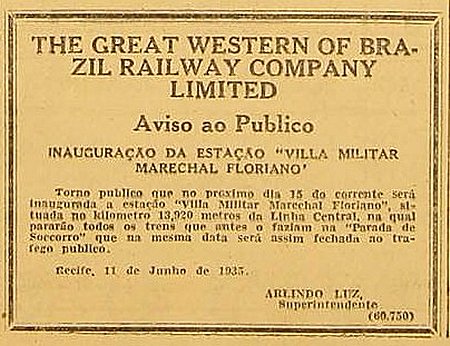 THE GREAT WESTERN OF BRA-
ZIL RAILWAY COMPANY
LIMITED
Aviso ao Publico
INAUGURAÇÃO DA ESTAÇÃO "VILLA MILITAR
MARECHAL FLORIANO'
Torno publico que no proximo dia 15 do corrente será
inaugurada a estação "Villa Militar Marechal Floriano", si-
tuada no kilometro 13,920 metros da Linha Central, na qual
pararão todos os trens que antes o faziam na "Parada de
Soccorro" que na mesma data será assim fechada ao tra-
fego publico.
Recife, 11 de Junho de 1935.
ARLINDO LUZ,
Superintendente
(60.750)